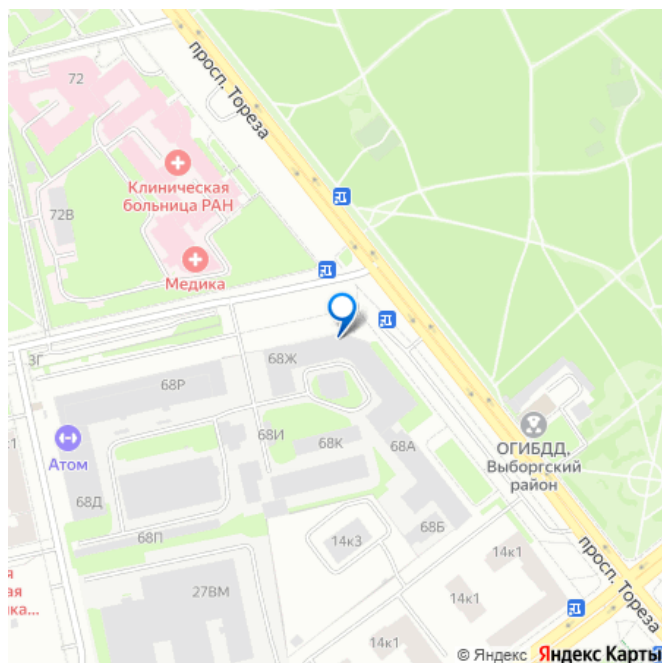 просп. Тореза
72
Клиническая
больница РАН
72В
Медика
3Г
68Ж
68Р
Атом
68И
68К
68А
ОГИБДД,
Выборгский
район
68Д
68П
68Б
14к3
14к1
просп. Тореза
27ВМ
14к1
14к1
ика...
© Яндекс Яндекс Карты